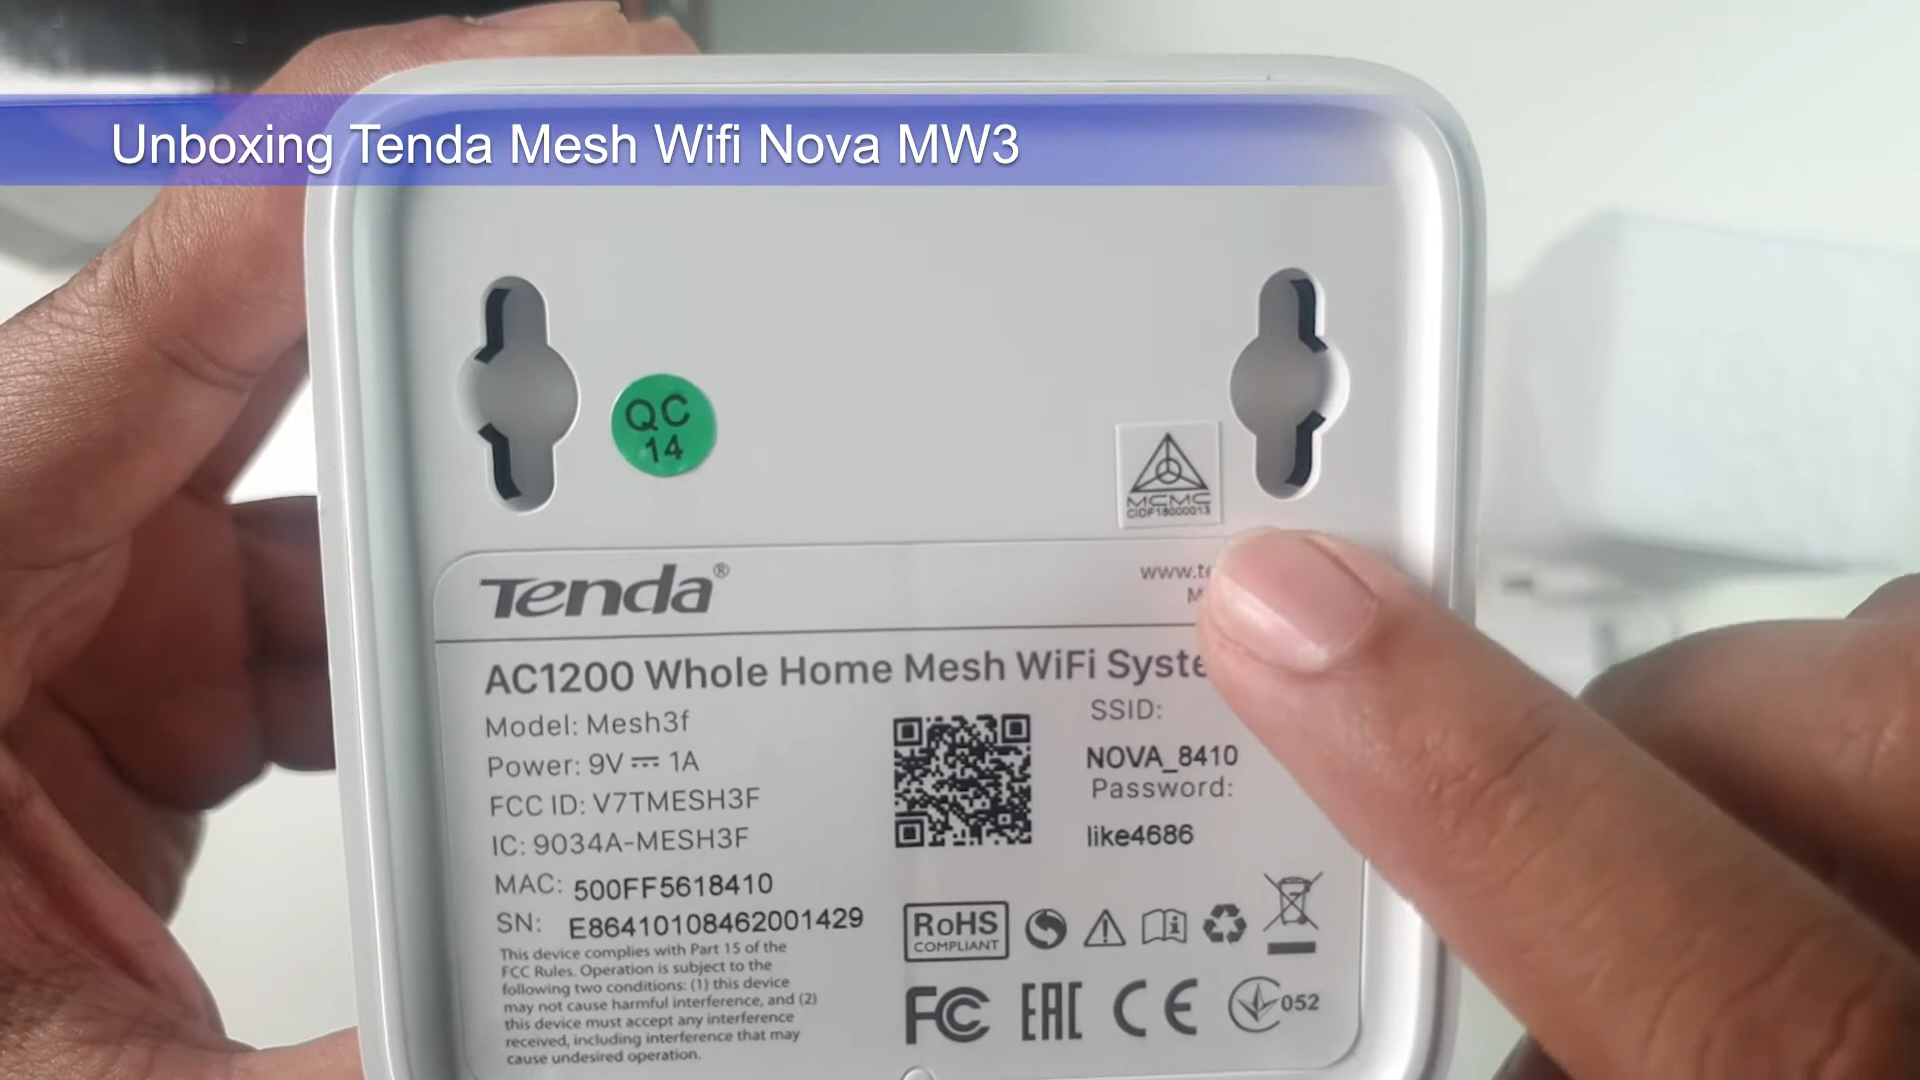 Unboxing Tenda Mesh Wifi Nova MW3
QC
14
MCMC
CIDF18000013
Tenda®
AC1200 Whole Home Mesh WiFi
Model: Mesh3f
Power: 9V ⎓ 1A
FCC ID: V7TMESH3F
IC: 9034A-MESH3F
MAC: 500FF5618410
SN: E86410108462001429
This device complies with Part 15 of the
FCC Rules. Operation is subject to the
following two conditions: (1) this device
may not cause harmful interference, and (2)
this device must accept any interference
received, including interference that may
cause undesired operation.
SSID:
NOVA_8410
Password:
like4686
RoHS
COMPLIANT
FC EAC CE 052